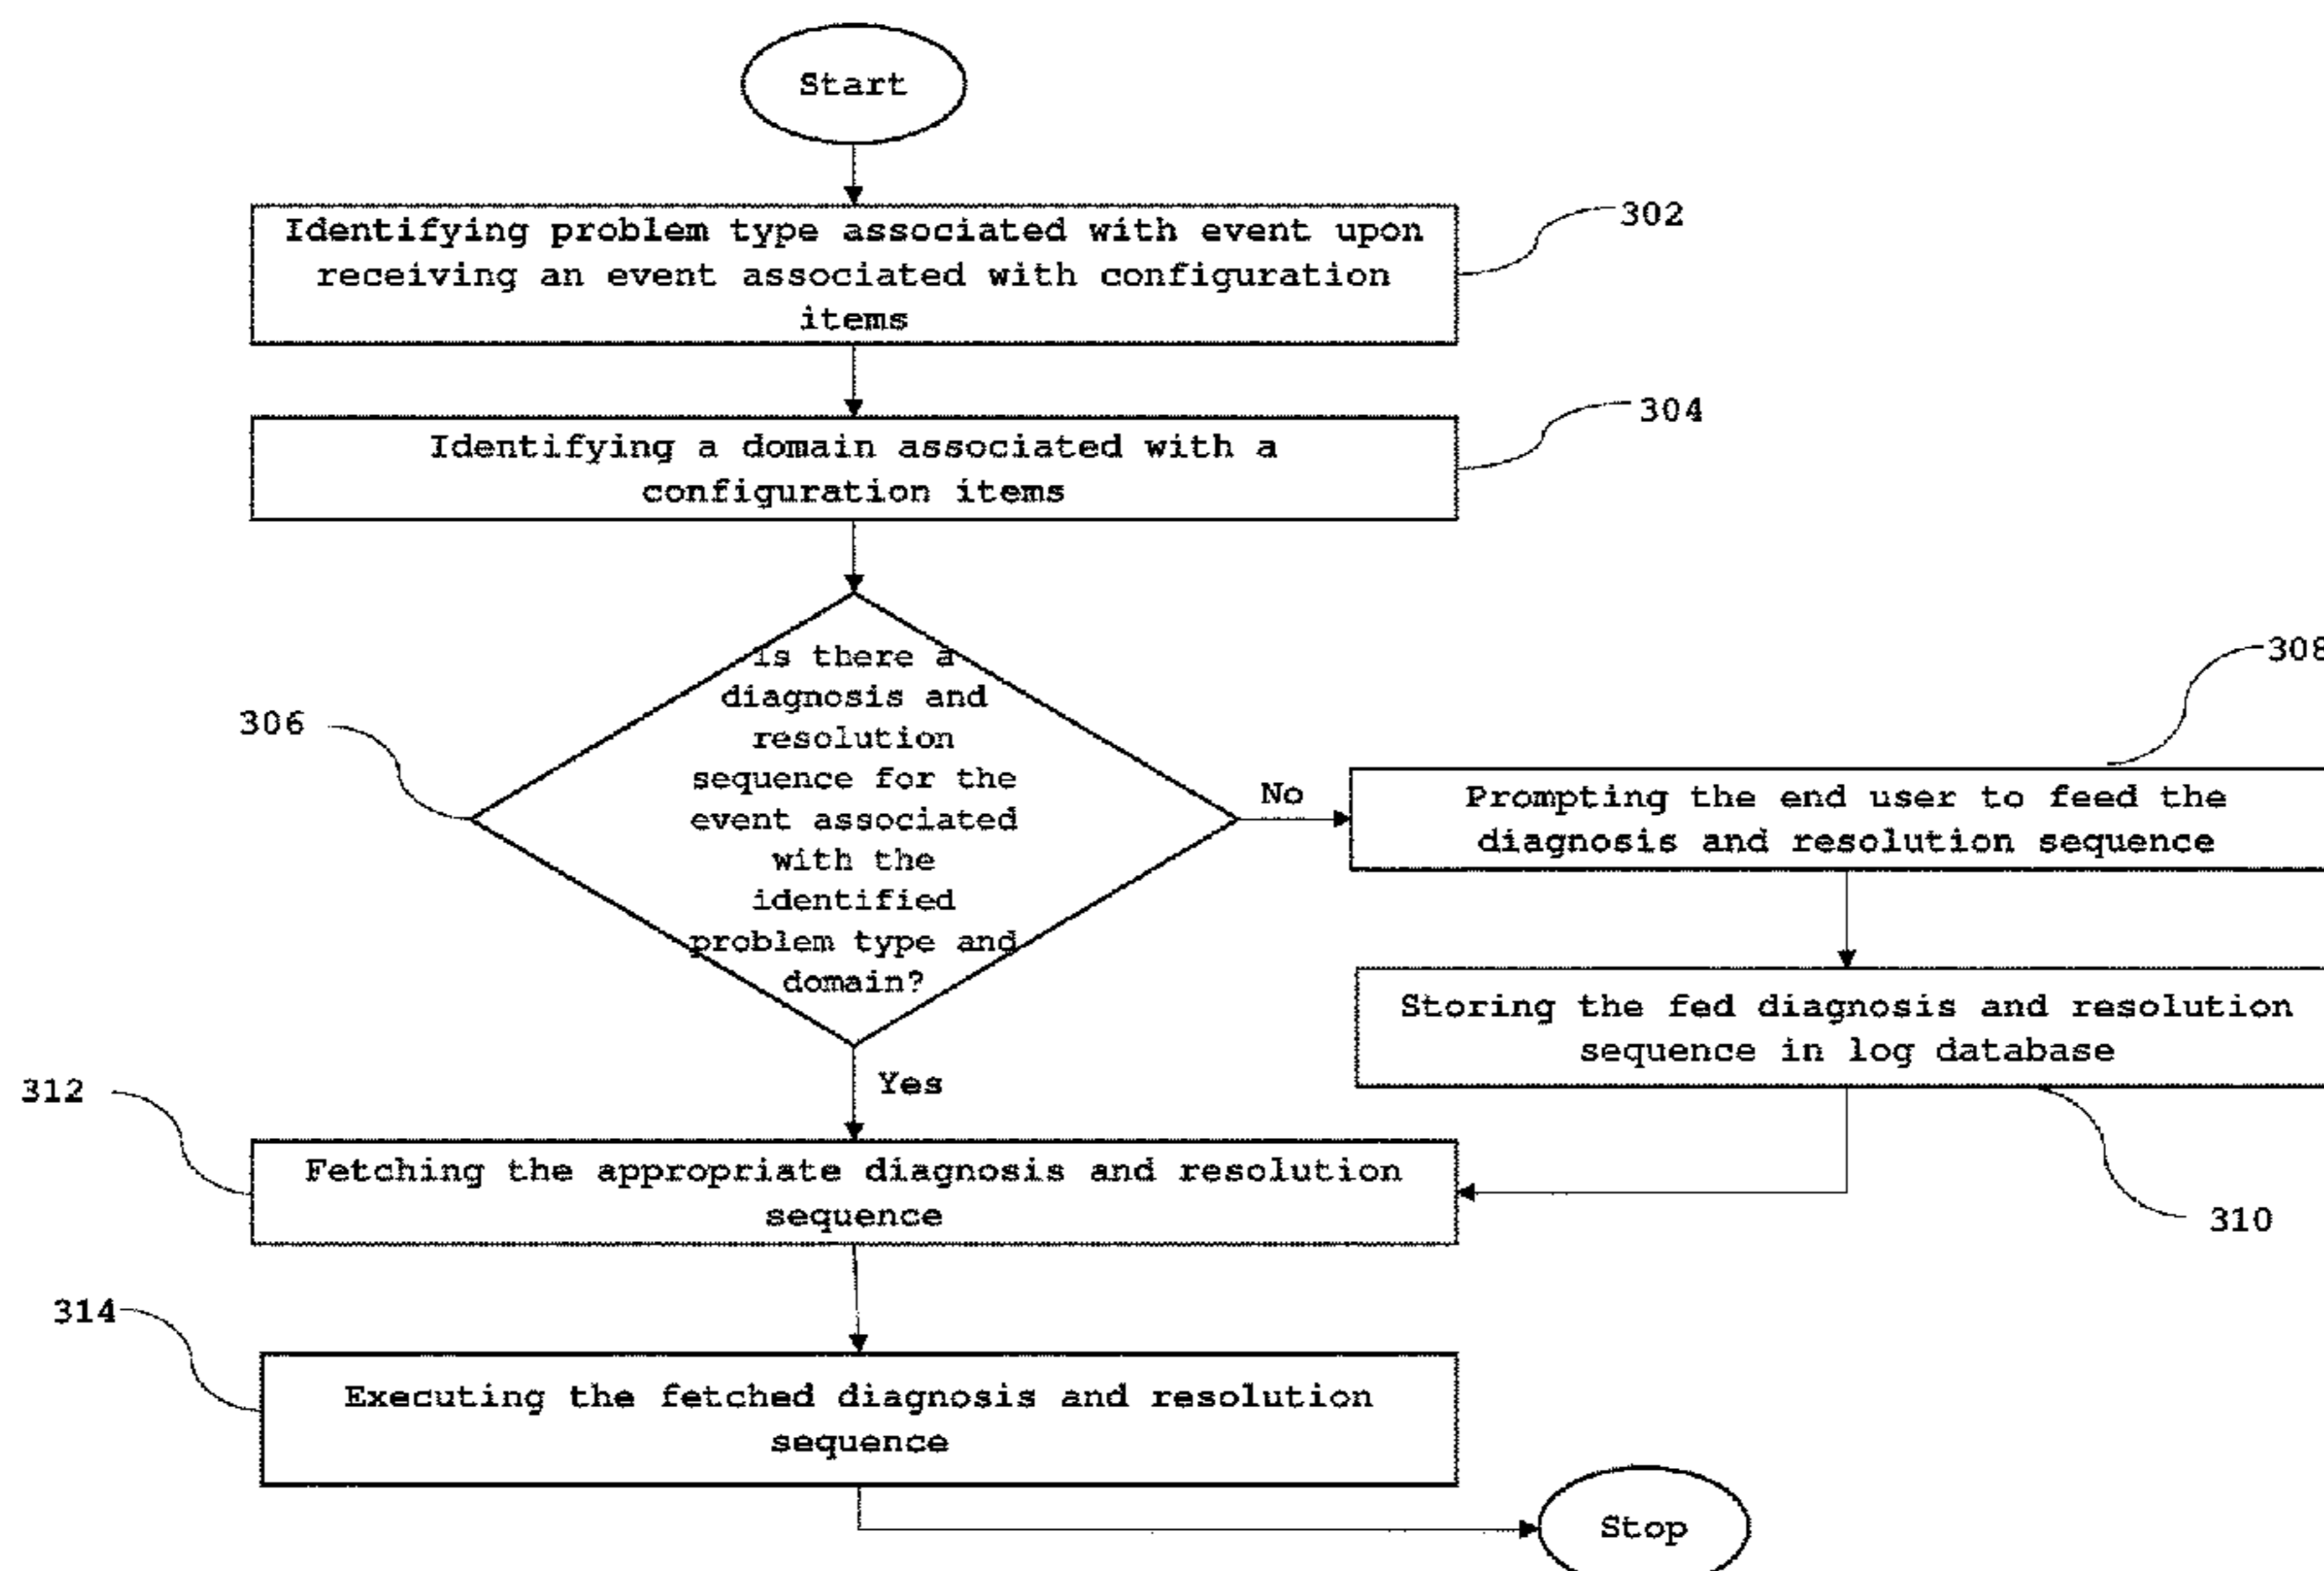 Start
Identifying problem type associated with event upon
receiving an event associated with configuration
items
302
Identifying a domain associated with a
configuration items
304
is there a
diagnosis and
resolution
sequence for the
event associated
with the
identified
problem type and
domain?
306
No
308
Prompting the end user to feed the
diagnosis and resolution sequence
Storing the fed diagnosis and resolution
sequence in log database
310
Yes
312
Fetching the appropriate diagnosis and resolution
sequence
314
Executing the fetched diagnosis and resolution
sequence
Stop